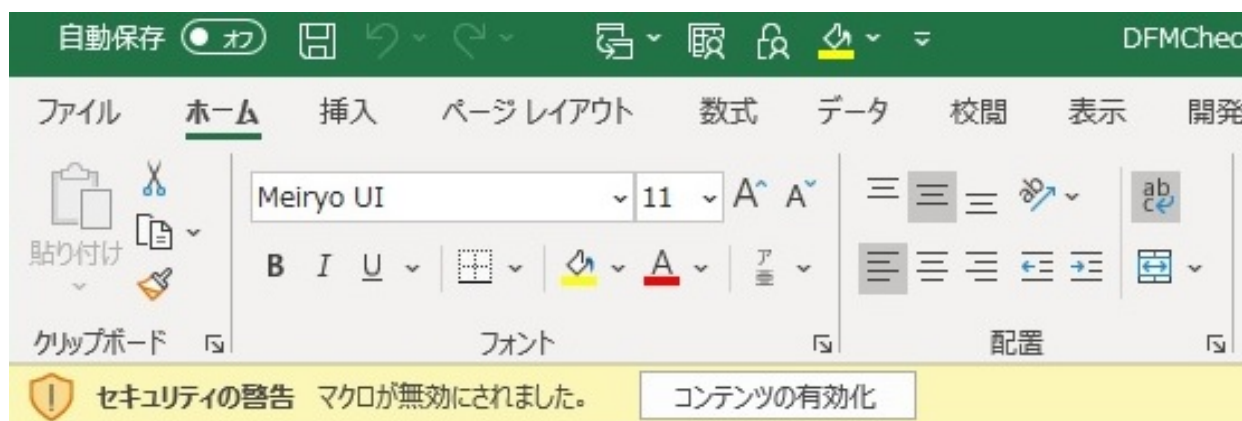 自動保存 オフ DFMChec
ファイル ホーム 挿入 ページ レイアウト 数式 データ 校閲 表示 開発
Meiryo UI 11 A A ab
貼り付け B I U A ア 亜 c
クリップボード フォント 配置
セキュリティの警告 マクロが無効にされました。 コンテンツの有効化